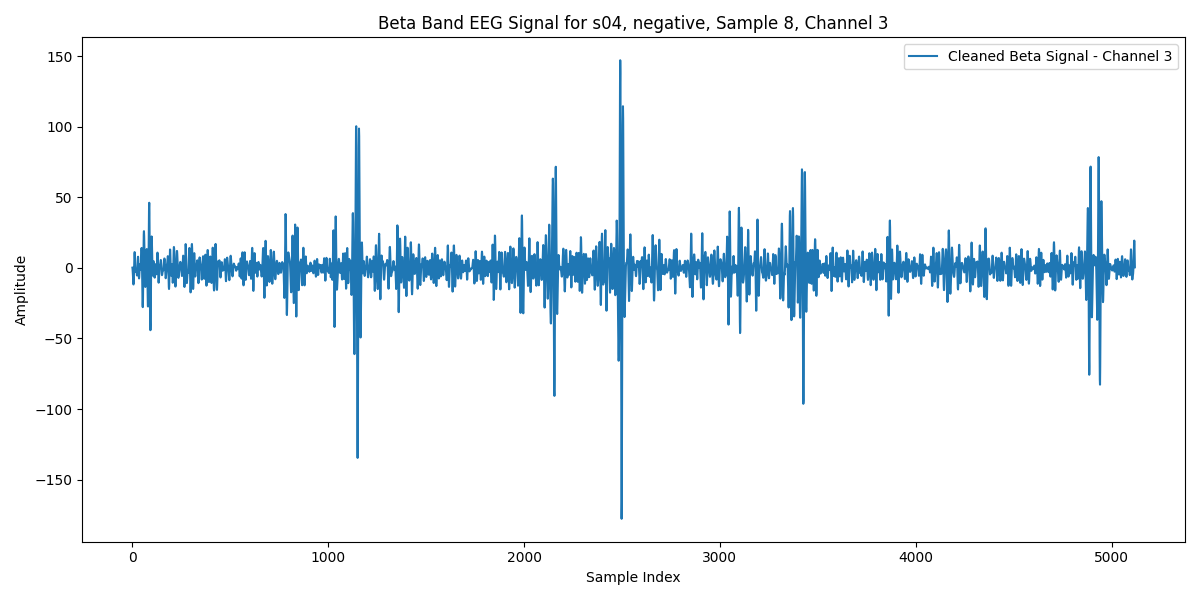 Beta Band EEG Signal for s04, negative, Sample 8, Channel 3
Cleaned Beta Signal - Channel 3
150
100
50
0
−50
−100
−150
Amplitude
0 1000 2000 3000 4000 5000
Sample Index